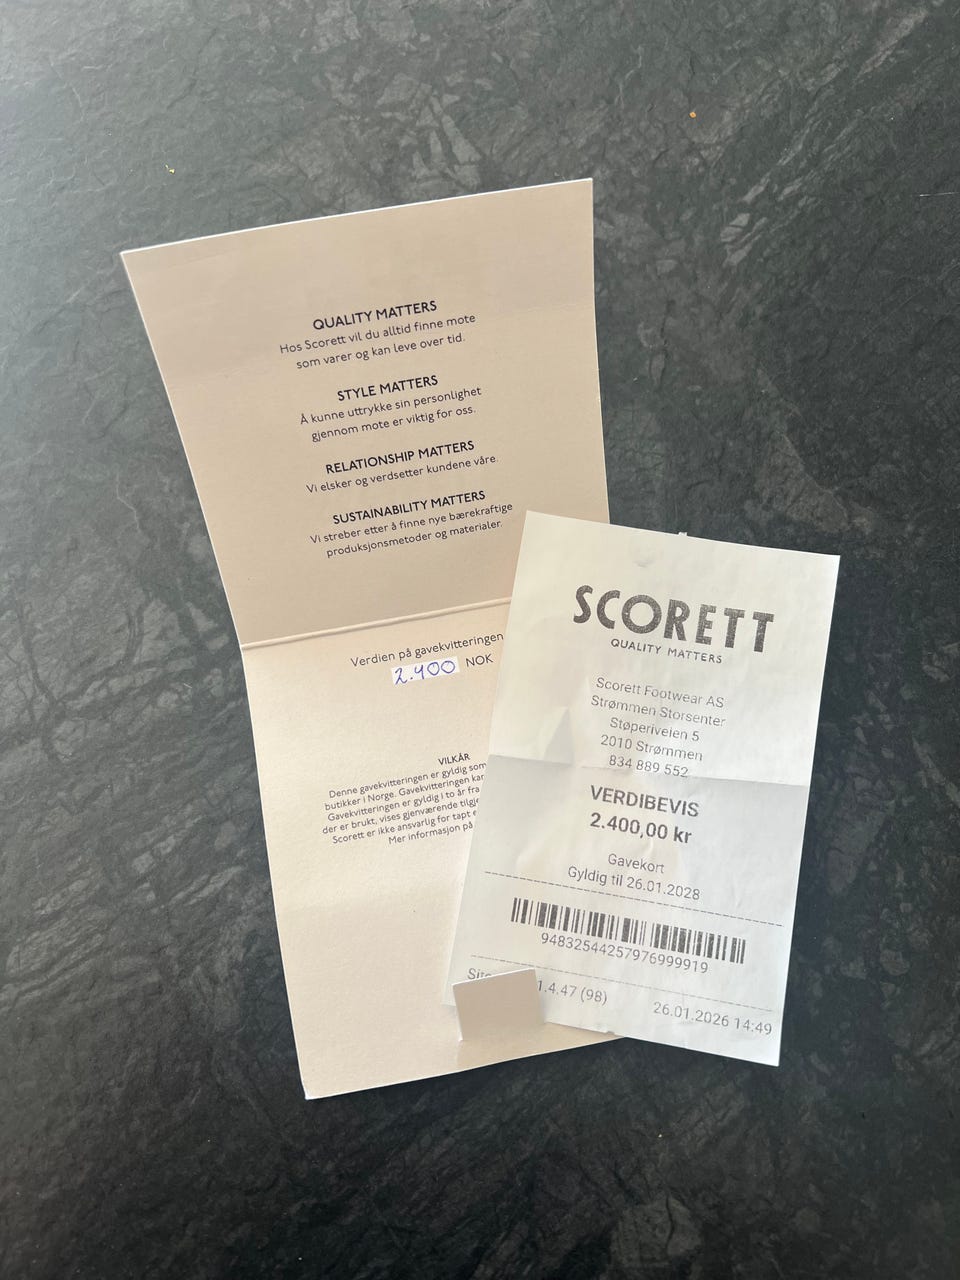 QUALITY MATTERS
Hos Scorett vil du alltid finne mote
som varer og kan leve over tid.
STYLE MATTERS
Å kunne uttrykke sin personlighet
gjennom mote er viktig for oss.
RELATIONSHIP MATTERS
Vi elsker og verdsetter kundene våre.
SUSTAINABILITY MATTERS
Vi streber etter å finne nye bærekraftige
produksjonsmetoder og materialer.
Verdien på gavekvitteringen
2.400 NOK
VILKÅR
Denne gavekvitteringen er gyldig som
butikker i Norge. Gavekvitteringen kan
Gavekvitteringen er gyldig i to år fra
der er brukt, vises gjenværende tilgje
Scorett er ikke ansvarlig for tapt e
Mer informasjon på
SCORETT
QUALITY MATTERS
Scorett Footwear AS
Strømmen Storsenter
Støperiveien 5
2010 Strømmen
834 889 552
VERDIBEVIS
2.400,00 kr
Gavekort
Gyldig til 26.01.2028
94832544257976999919
1.4.47 (98) 26.01.2026 14:49